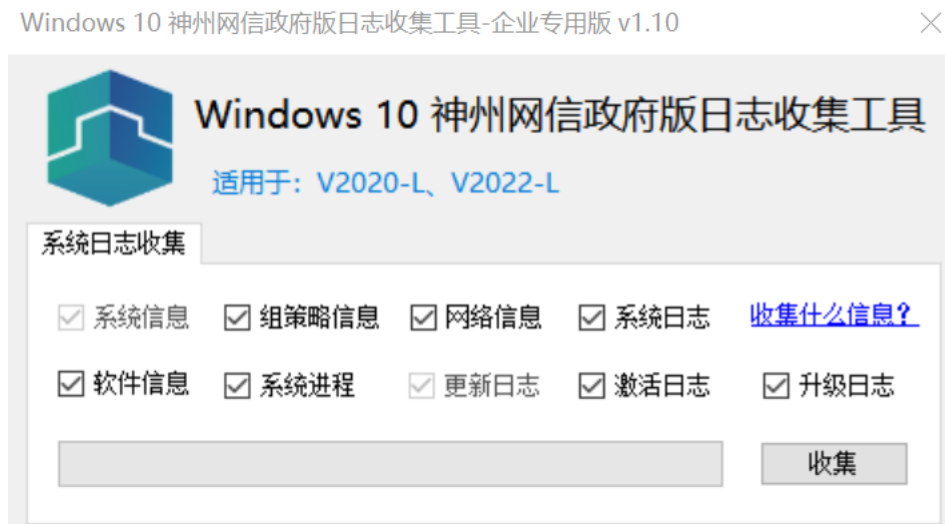 Windows 10 神州网信政府版日志收集工具-企业专用版 v1.10
Windows 10 神州网信政府版日志收集工具
适用于：V2020-L、V2022-L
系统日志收集
系统信息 组策略信息 网络信息 系统日志 收集什么信息？
软件信息 系统进程 更新日志 激活日志 升级日志
收集